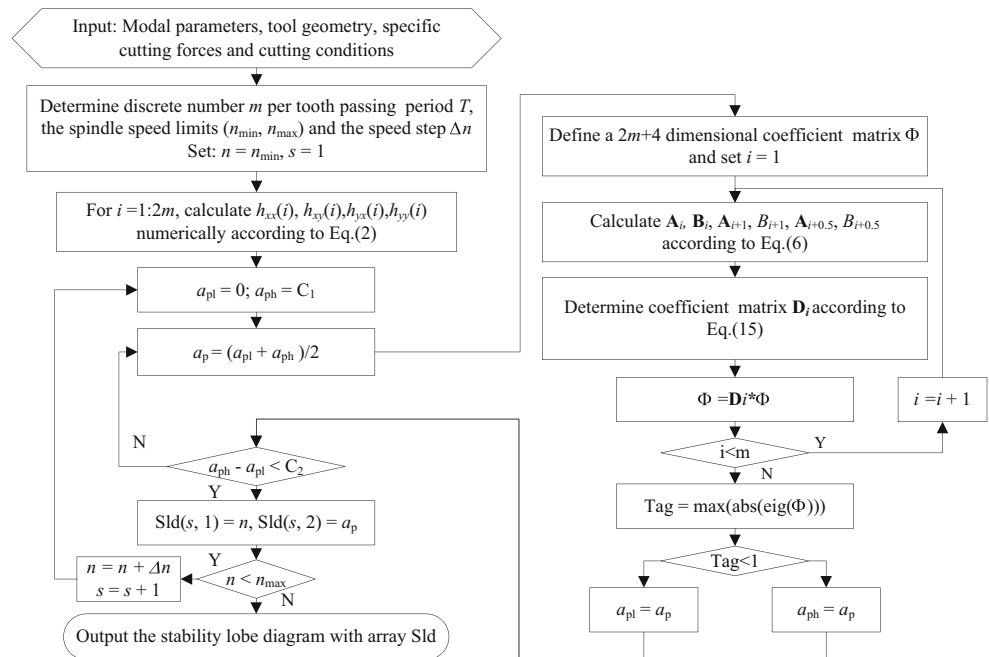 Input: Modal parameters, tool geometry, specific
cutting forces and cutting conditions
Determine discrete number m per tooth passing period T,
the spindle speed limits (nmin, nmax) and the speed step Δn
Set: n = nmin, s = 1
For i =1:2m, calculate hxx(i), hxy(i),hyx(i),hyy(i)
numerically according to Eq.(2)
apl = 0; aph = C1
ap = (apl + aph )/2
N
aph - apl < C2
Y
Sld(s, 1) = n, Sld(s, 2) = ap
Y
n = n + Δn
s = s + 1
n < nmax
N
Output the stability lobe diagram with array Sld
Define a 2m+4 dimensional coefficient matrix Φ
and set i = 1
Calculate Ai, Bi, Ai+1, Bi+1, Ai+0.5, Bi+0.5
according to Eq.(6)
Determine coefficient matrix Di according to
Eq.(15)
Φ =Di*Φ
i =i + 1
i<m
Y
N
Tag = max(abs(eig(Φ)))
Tag<1
apl = ap
aph = ap